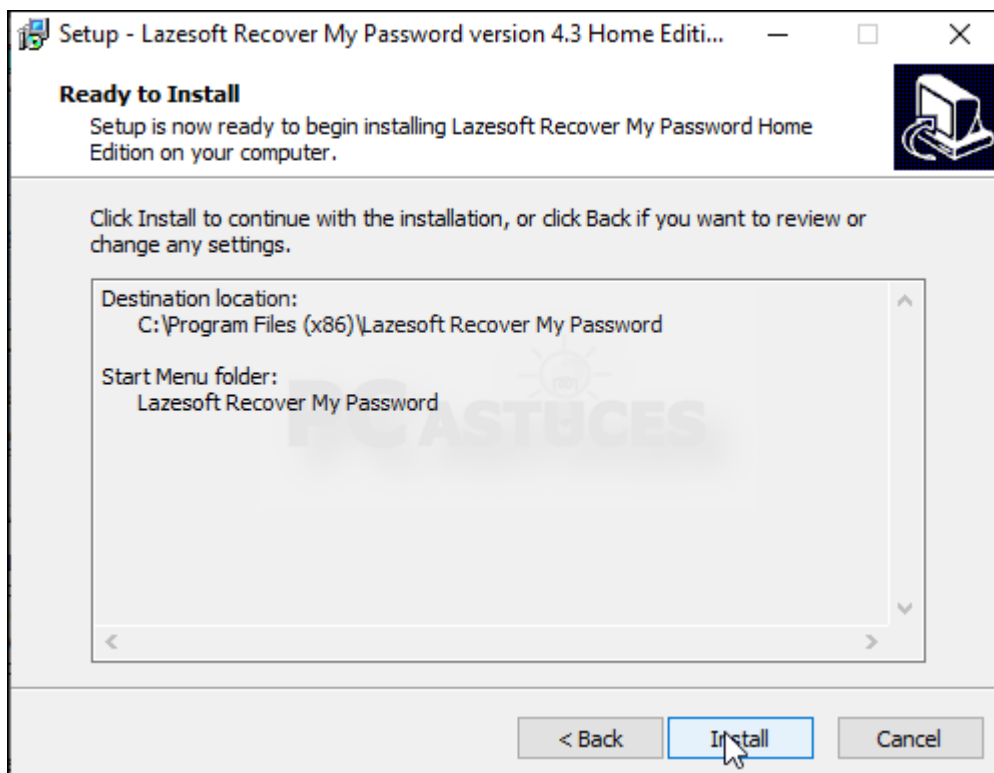 Setup - Lazesoft Recover My Password version 4.3 Home Editi...
Ready to Install
Setup is now ready to begin installing Lazesoft Recover My Password Home
Edition on your computer.
Click Install to continue with the installation, or click Back if you want to review or
change any settings.
Destination location:
C:\Program Files (x86)\Lazesoft Recover My Password
Start Menu folder:
Lazesoft Recover My Password
PC ASTUCES
< Back
Install
Cancel